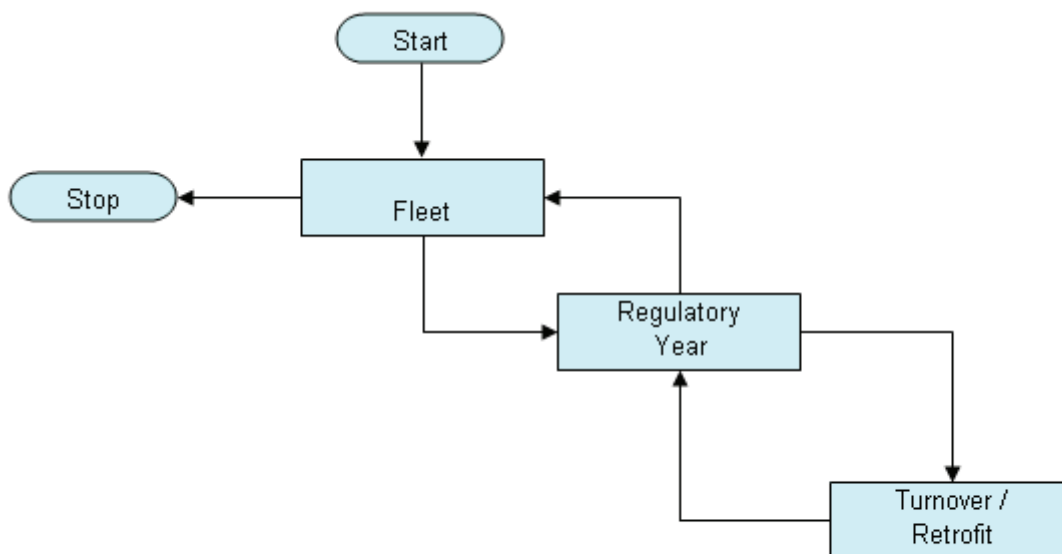 Start
Stop
Fleet
Regulatory
Year
Turnover /
Retrofit